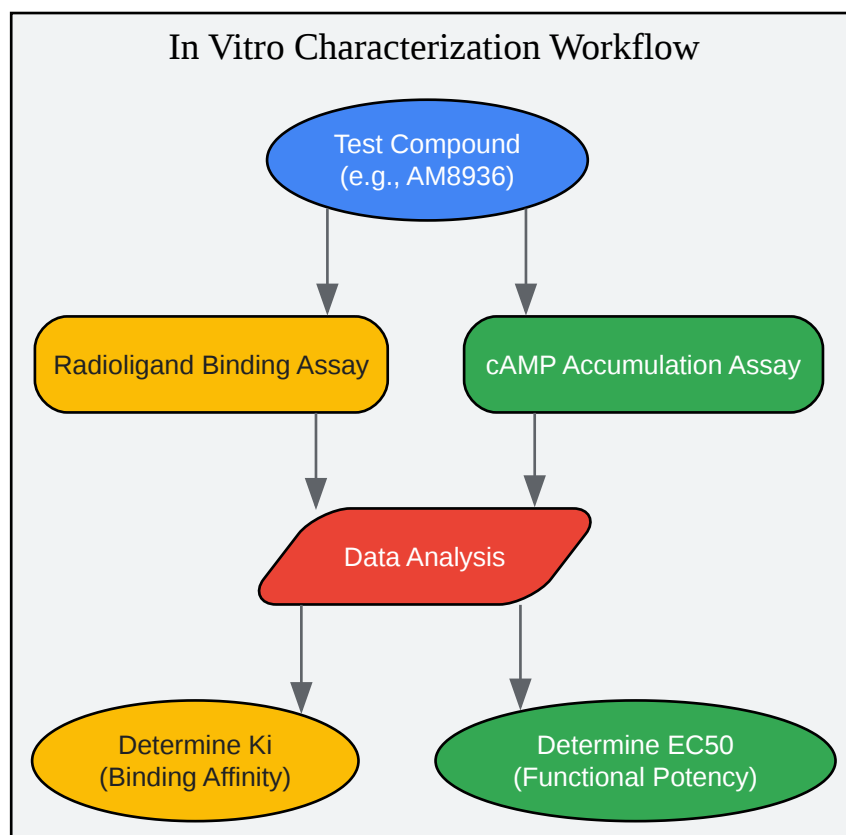 In Vitro Characterization Workflow
Test Compound
(e.g., AM8936)
Radioligand Binding Assay
cAMP Accumulation Assay
Data Analysis
Determine Ki
(Binding Affinity)
Determine EC50
(Functional Potency)